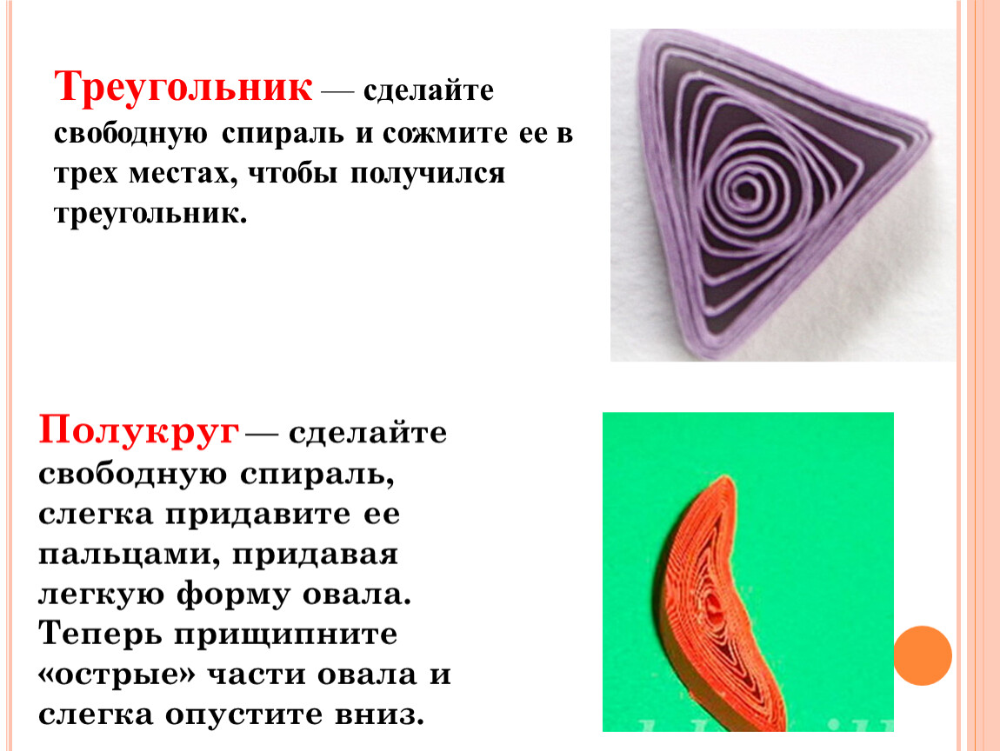 Треугольник — сделайте
свободную спираль и сожмите ее в
трех местах, чтобы получился
треугольник.
Полукруг — сделайте
свободную спираль,
слегка придавите ее
пальцами, придавая
легкую форму овала.
Теперь прищипните
«острые» части овала и
слегка опустите вниз.